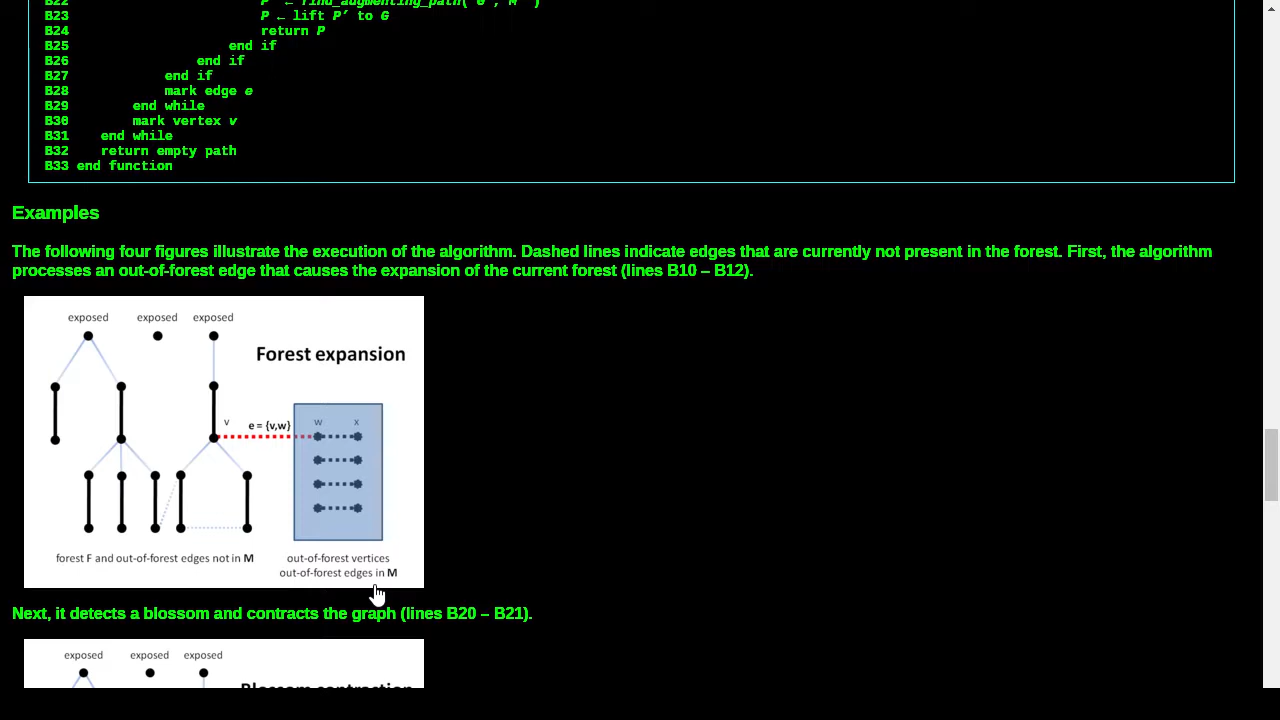 B22 P' ← find_augmenting_path( G', M' )
B23 P ← lift P' to G
B24 return P
B25 end if
B26 end if
B27 end if
B28 mark edge e
B29 end while
B30 mark vertex v
B31 end while
B32 return empty path
B33 end function
Examples
The following four figures illustrate the execution of the algorithm. Dashed lines indicate edges that are currently not present in the forest. First, the algorithm
processes an out-of-forest edge that causes the expansion of the current forest (lines B10 – B12).
exposed exposed exposed
Forest expansion
v e = {v,w} w x
forest F and out-of-forest edges not in M
out-of-forest vertices
out-of-forest edges in M
Next, it detects a blossom and contracts the graph (lines B20 – B21).
exposed exposed exposed
Blossom contraction